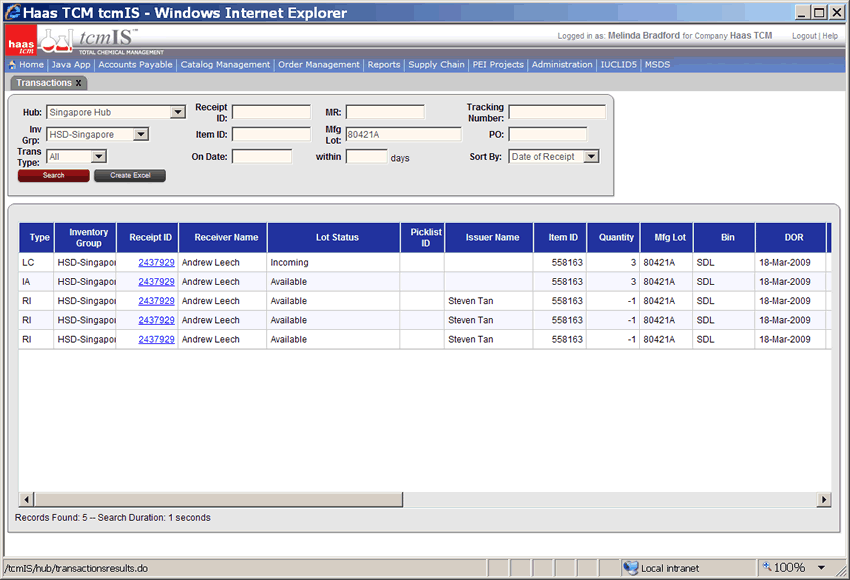 Haas TCM tcmIS - Windows Internet Explorer
haas tcm
tcmIS™
TOTAL CHEMICAL MANAGEMENT
Logged in as: Melinda Bradford for Company Haas TCM Logout | Help
Home | Java App | Accounts Payable | Catalog Management | Order Management | Reports | Supply Chain | PEI Projects | Administration | IUCLID5 | MSDS
Transactions X
Hub: Singapore Hub Receipt ID: MR: Tracking Number:
Inv Grp: HSD-Singapore Item ID: Mfg Lot: 80421A PO:
Trans Type: All On Date: within days Sort By: Date of Receipt
Search Create Excel
Type Inventory Group Receipt ID Receiver Name Lot Status Picklist ID Issuer Name Item ID Quantity Mfg Lot Bin DOR
LC HSD-Singapor 2437929 Andrew Leech Incoming 558163 3 80421A SDL 18-Mar-2009
IA HSD-Singapor 2437929 Andrew Leech Available 558163 3 80421A SDL 18-Mar-2009
RI HSD-Singapor 2437929 Andrew Leech Available Steven Tan 558163 -1 80421A SDL 18-Mar-2009
RI HSD-Singapor 2437929 Andrew Leech Available Steven Tan 558163 -1 80421A SDL 18-Mar-2009
RI HSD-Singapor 2437929 Andrew Leech Available Steven Tan 558163 -1 80421A SDL 18-Mar-2009
Records Found: 5 -- Search Duration: 1 seconds
/tcmIS/hub/transactionsresults.do Local intranet 100%